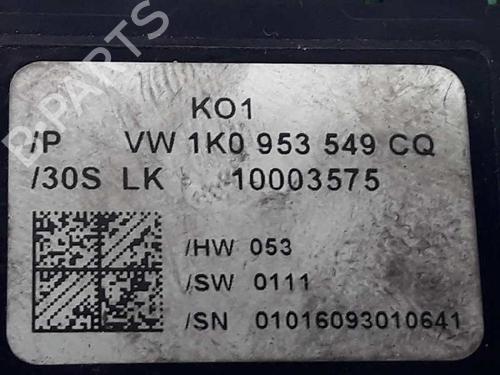 KO1
/P VW 1K0 953 549 CQ
/30S LK 10003575
/HW 053
/SW 0111
/SN 01016093010641
B-PARTS